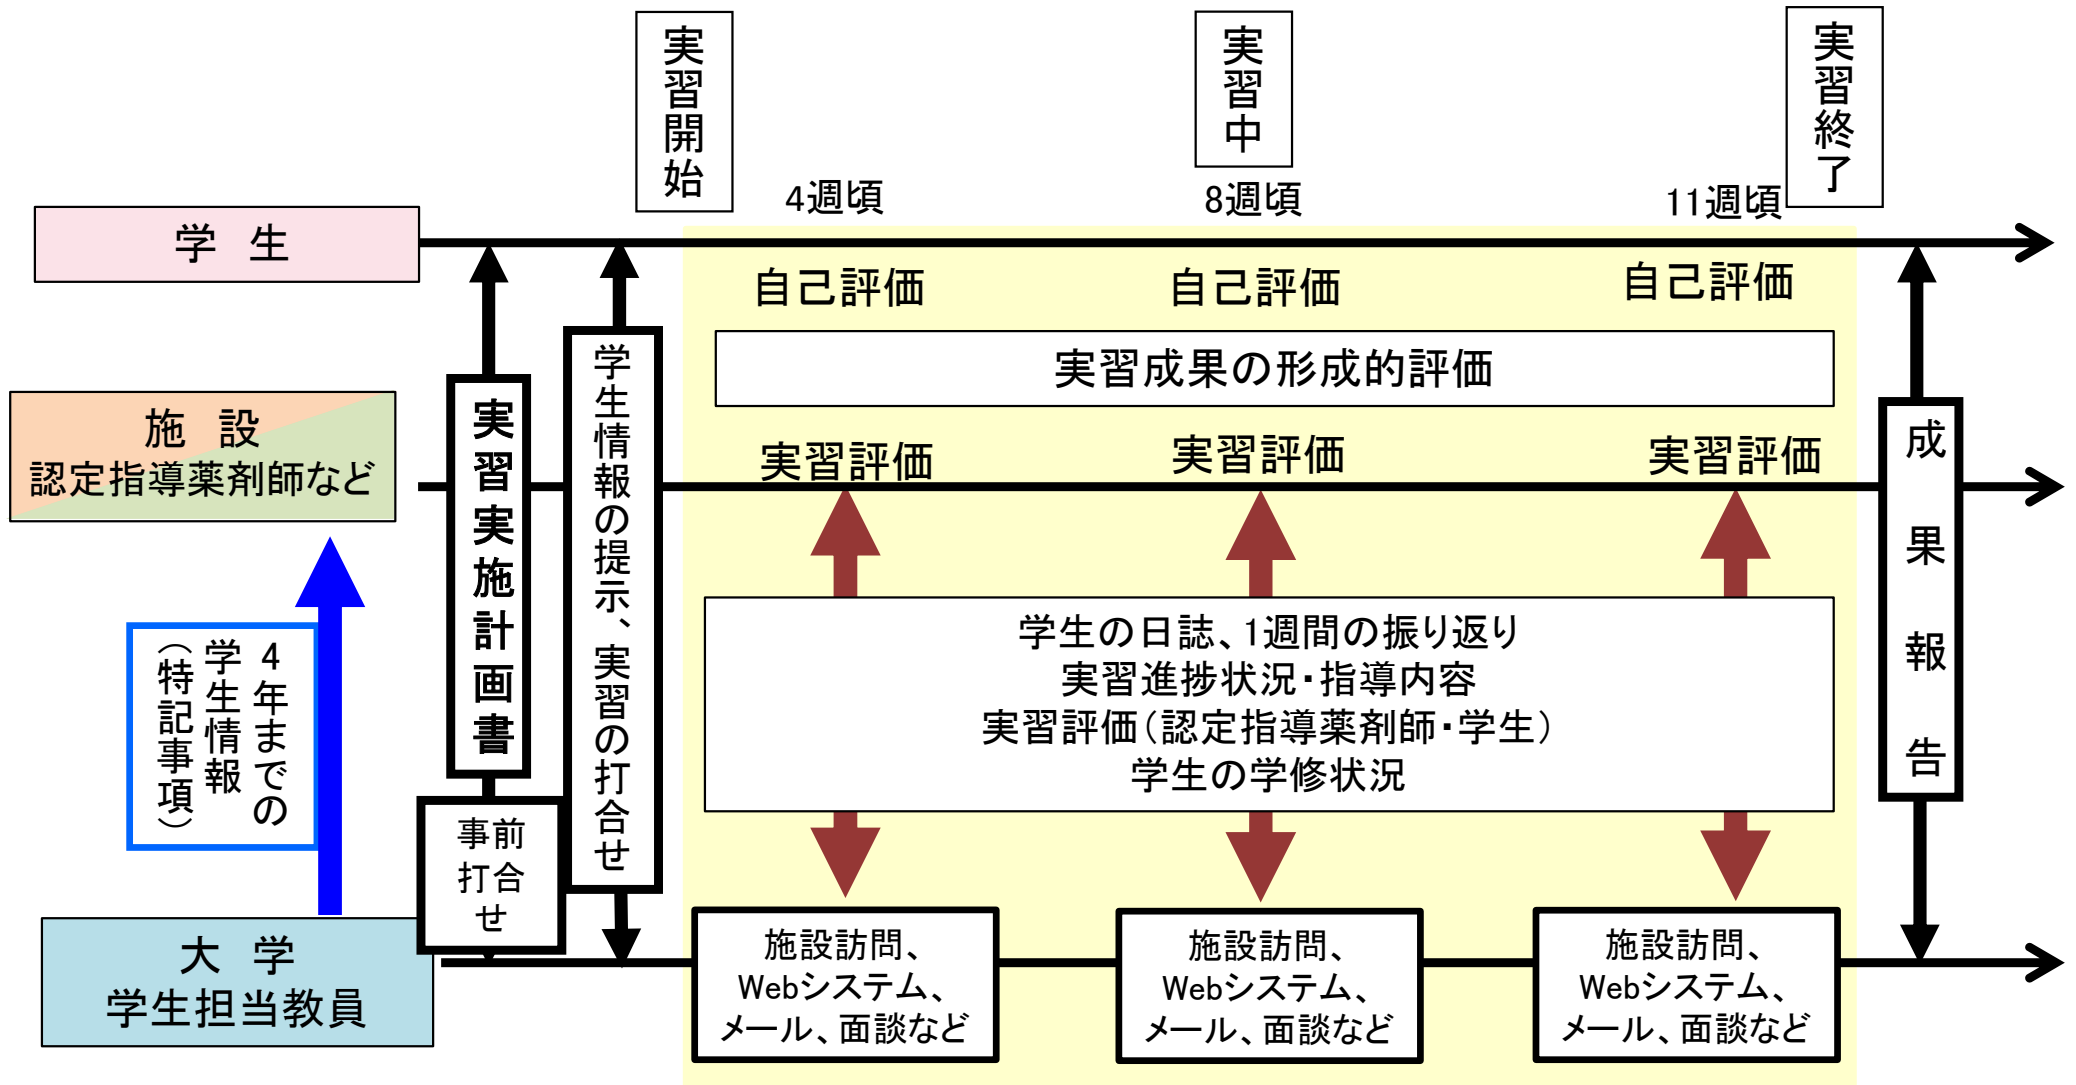 実習開始
実習中
実習終了
4週頃
8週頃
11週頃
学　生
自己評価
自己評価
自己評価
実習成果の形成的評価
施　設
認定指導薬剤師など
実習評価
実習評価
実習評価
4年までの
学生情報
（特記事項）
実習実施計画書
事前
打合
せ
学生情報の提示、実習の打合せ
学生の日誌、1週間の振り返り
実習進捗状況・指導内容
実習評価（認定指導薬剤師・学生）
学生の学修状況
成果報告
大　学
学生担当教員
施設訪問、
Webシステム、
メール、面談など
施設訪問、
Webシステム、
メール、面談など
施設訪問、
Webシステム、
メール、面談など